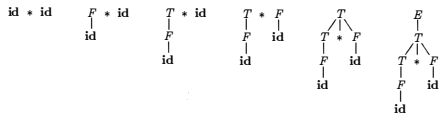 id * id F * id T * id T * F T E
id F F id T * F T
id id F id T * F
id F id
id